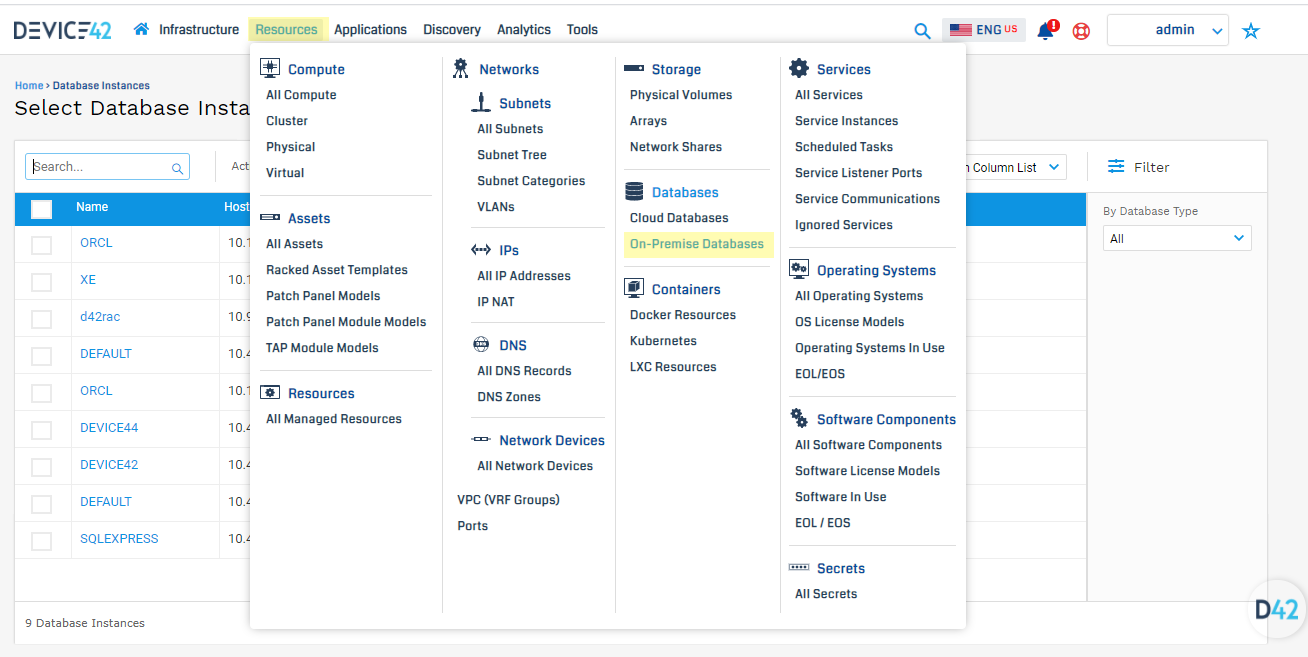 DEVICE42
Infrastructure
Resources
Applications
Discovery
Analytics
Tools
ENG US
!
admin
Home › Database Instances
Select Database Insta
Search...
Act
n Column List
Filter
Name
Host
By Database Type
All
ORCL
10.1
XE
10.1
d42rac
10.9
DEFAULT
10.4
ORCL
10.1
DEVICE44
10.4
DEVICE42
10.4
DEFAULT
10.4
SQLEXPRESS
10.4
9 Database Instances
Compute
All Compute
Cluster
Physical
Virtual
Assets
All Assets
Racked Asset Templates
Patch Panel Models
Patch Panel Module Models
TAP Module Models
Resources
All Managed Resources
Networks
Subnets
All Subnets
Subnet Tree
Subnet Categories
VLANs
IPs
All IP Addresses
IP NAT
DNS
All DNS Records
DNS Zones
Network Devices
All Network Devices
VPC (VRF Groups)
Ports
Storage
Physical Volumes
Arrays
Network Shares
Databases
Cloud Databases
On-Premise Databases
Containers
Docker Resources
Kubernetes
LXC Resources
Services
All Services
Service Instances
Scheduled Tasks
Service Listener Ports
Service Communications
Ignored Services
Operating Systems
All Operating Systems
OS License Models
Operating Systems In Use
EOL/EOS
Software Components
All Software Components
Software License Models
Software In Use
EOL / EOS
Secrets
All Secrets
D42